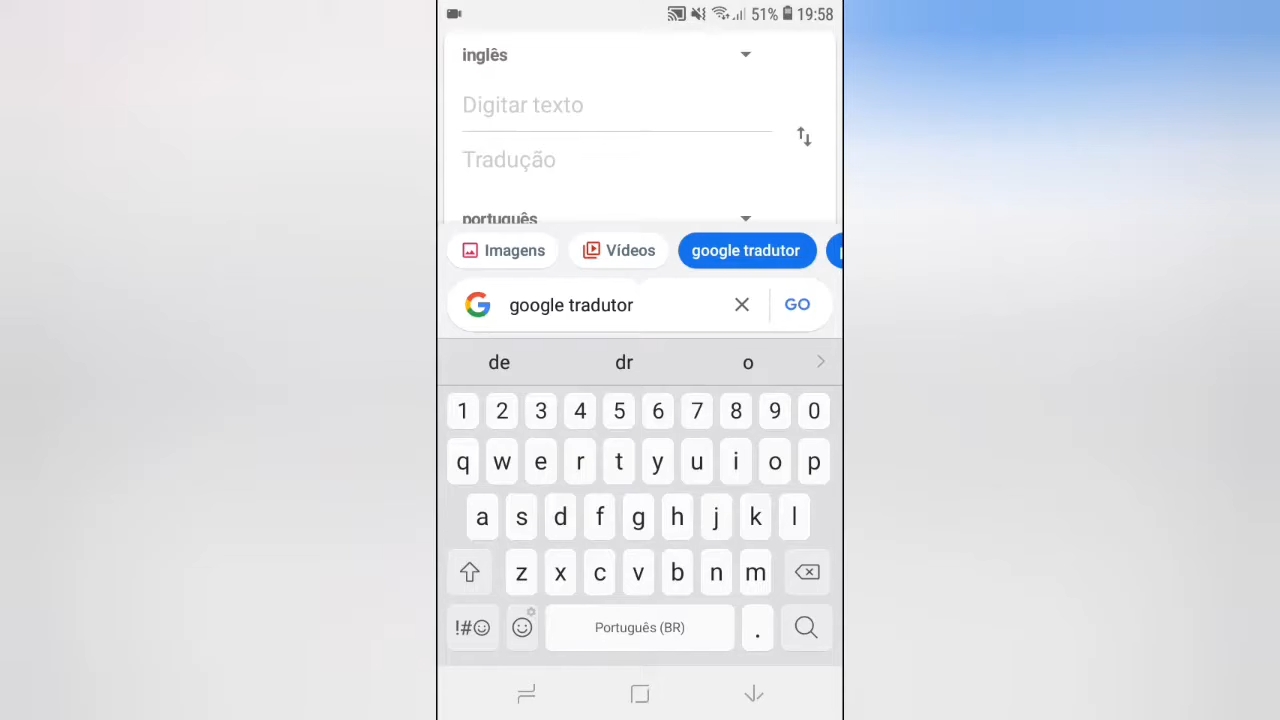 51% 19:58
inglês
Digitar texto
Tradução
português
Imagens Vídeos google tradutor
google tradutor GO
de dr o
1 2 3 4 5 6 7 8 9 0
q w e r t y u i o p
a s d f g h j k l
z x c v b n m
!#☺ Português (BR) .